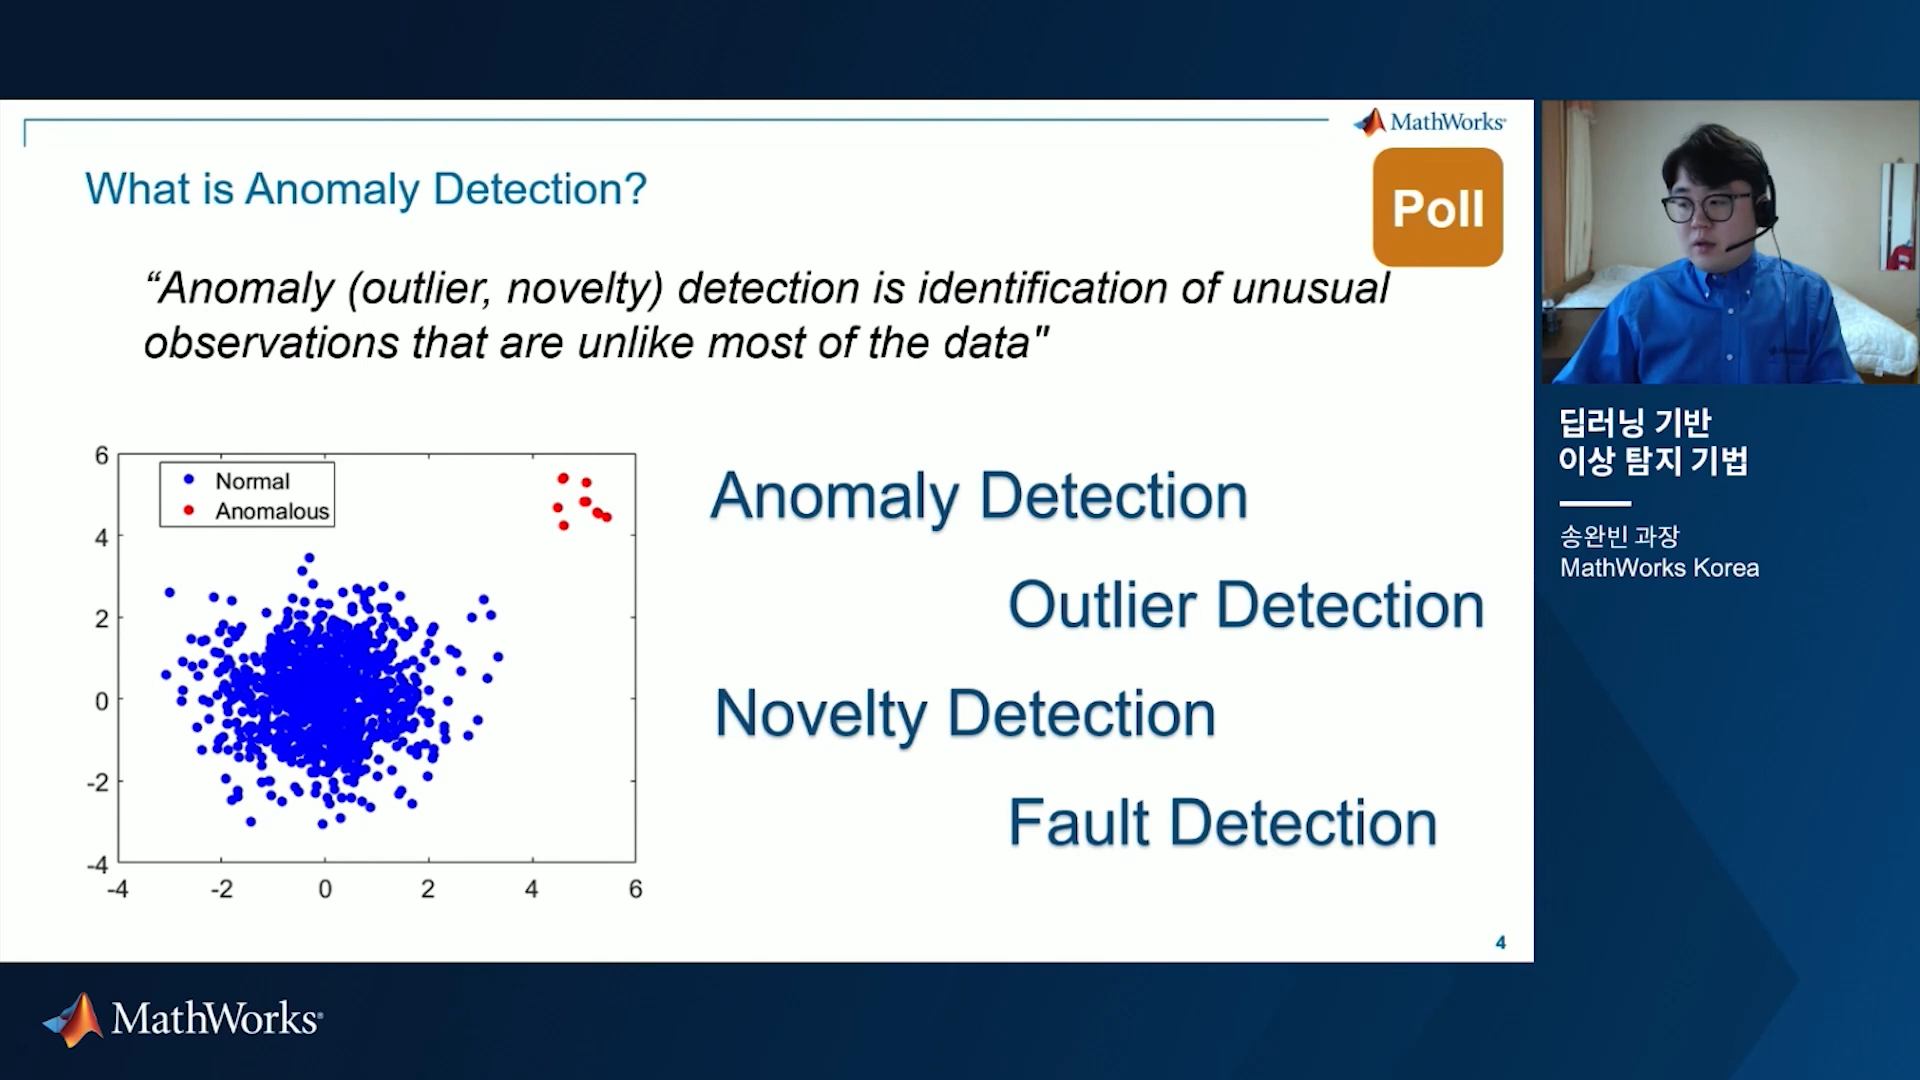 MathWorks®
What is Anomaly Detection?
Poll
“Anomaly (outlier, novelty) detection is identification of unusual
observations that are unlike most of the data"
6
4
2
0
-2
-4
-4
-2
0
2
4
6
Normal
Anomalous
Anomaly Detection
Outlier Detection
Novelty Detection
Fault Detection
4
딥러닝 기반
이상 탐지 기법
송완빈 과장
MathWorks Korea
MathWorks®